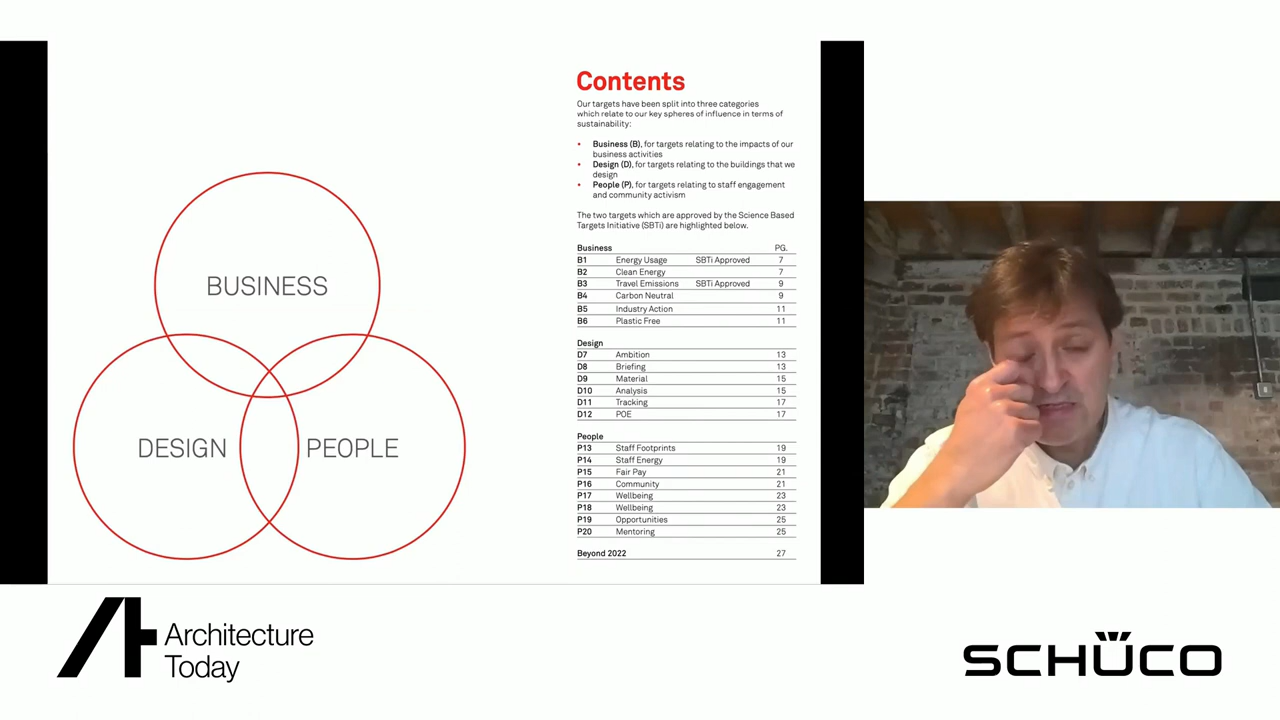 BUSINESS
DESIGN
PEOPLE
Contents
Our targets have been split into three categories
which relate to our key spheres of influence in terms of
sustainability:
• Business (B), for targets relating to the impacts of our
business activities
• Design (D), for targets relating to the buildings that we
design
• People (P), for targets relating to staff engagement
and community activism
The two targets which are approved by the Science Based
Targets Initiative (SBTi) are highlighted below.
Business PG.
B1 Energy Usage SBTi Approved 7
B2 Clean Energy 7
B3 Travel Emissions SBTi Approved 9
B4 Carbon Neutral 9
B5 Industry Action 11
B6 Plastic Free 11
Design
D7 Ambition 13
D8 Briefing 13
D9 Material 15
D10 Analysis 15
D11 Tracking 17
D12 POE 17
People
P13 Staff Footprints 19
P14 Staff Energy 19
P15 Fair Pay 21
P16 Community 21
P17 Wellbeing 23
P18 Wellbeing 23
P19 Opportunities 25
P20 Mentoring 25
Beyond 2022 27
Architecture
Today
SCHÜCO